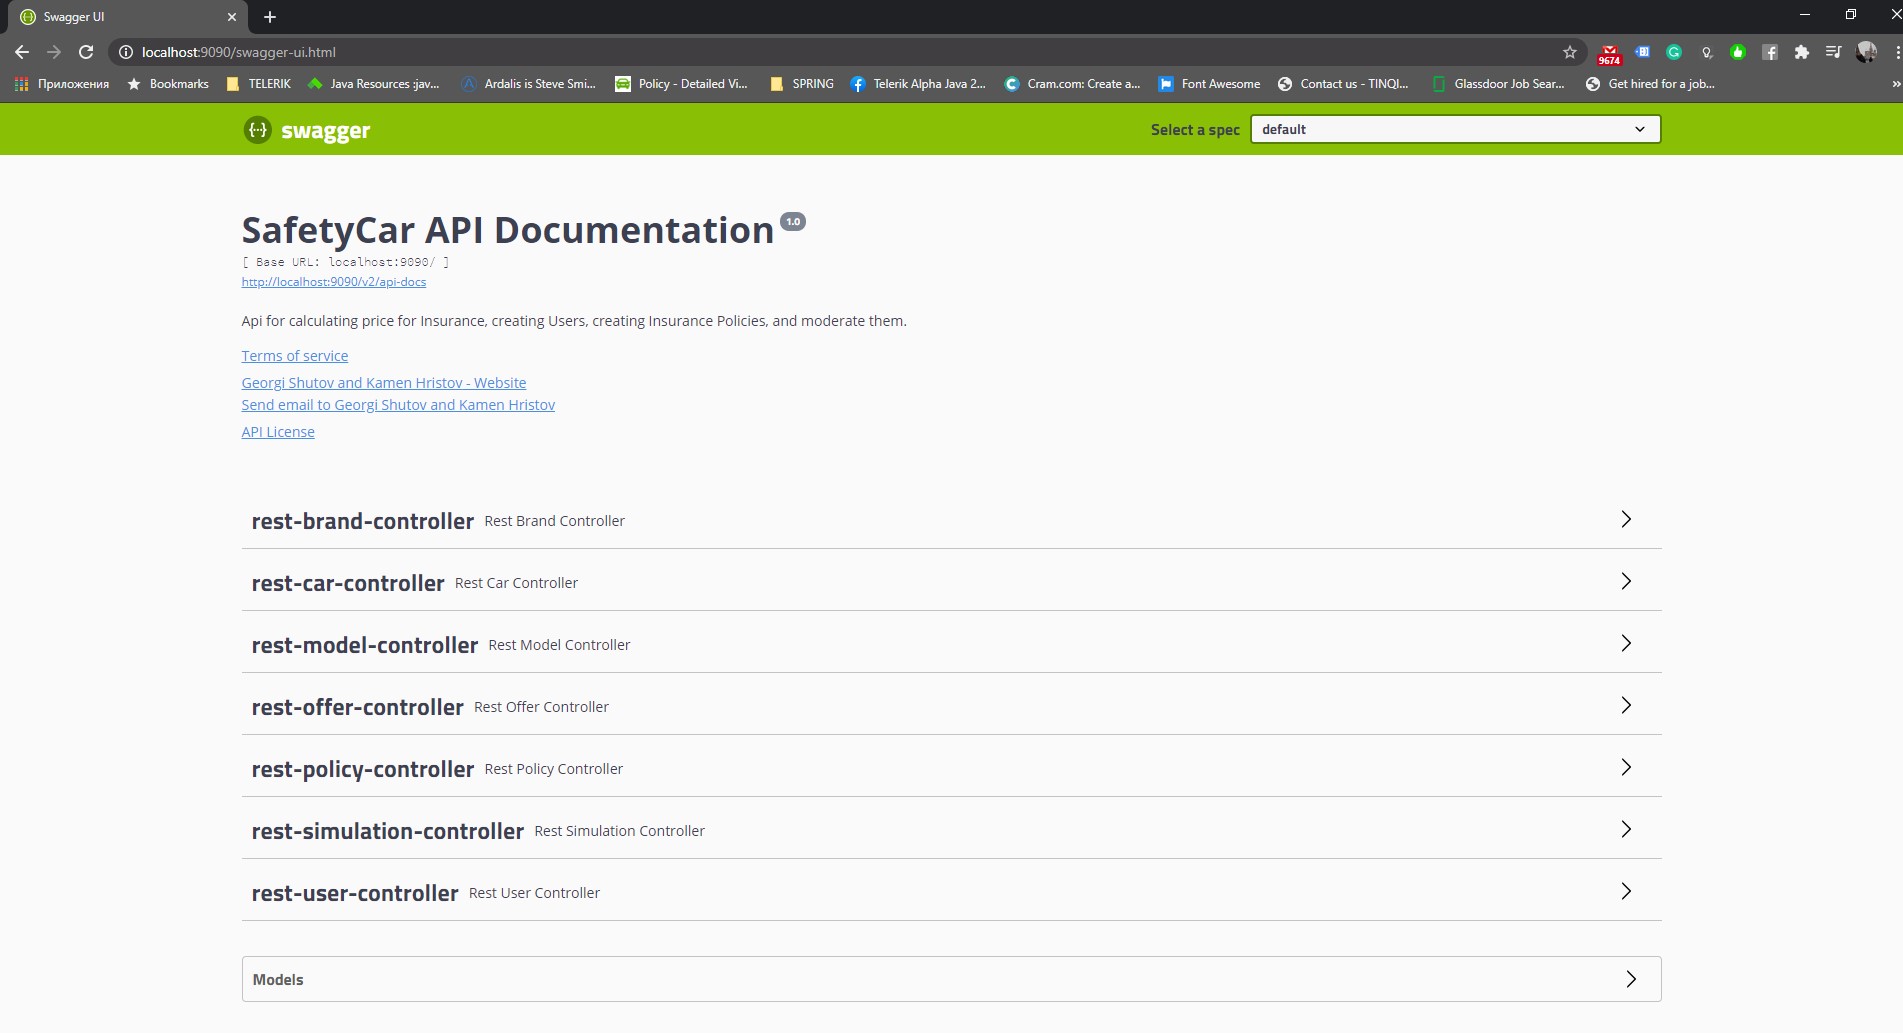 Swagger UI
localhost:9090/swagger-ui.html
9674
Приложения Bookmarks TELERIK Java Resources :jav... Ardalis is Steve Smi... Policy - Detailed Vi... SPRING Telerik Alpha Java 2... Cram.com: Create a... Font Awesome Contact us - TINQI... Glassdoor Job Sear... Get hired for a job... »
{···} swagger Select a spec default
SafetyCar API Documentation 1.0
[ Base URL: localhost:9090/ ]
http://localhost:9090/v2/api-docs
Api for calculating price for Insurance, creating Users, creating Insurance Policies, and moderate them.
Terms of service
Georgi Shutov and Kamen Hristov - Website
Send email to Georgi Shutov and Kamen Hristov
API License
rest-brand-controller Rest Brand Controller
rest-car-controller Rest Car Controller
rest-model-controller Rest Model Controller
rest-offer-controller Rest Offer Controller
rest-policy-controller Rest Policy Controller
rest-simulation-controller Rest Simulation Controller
rest-user-controller Rest User Controller
Models